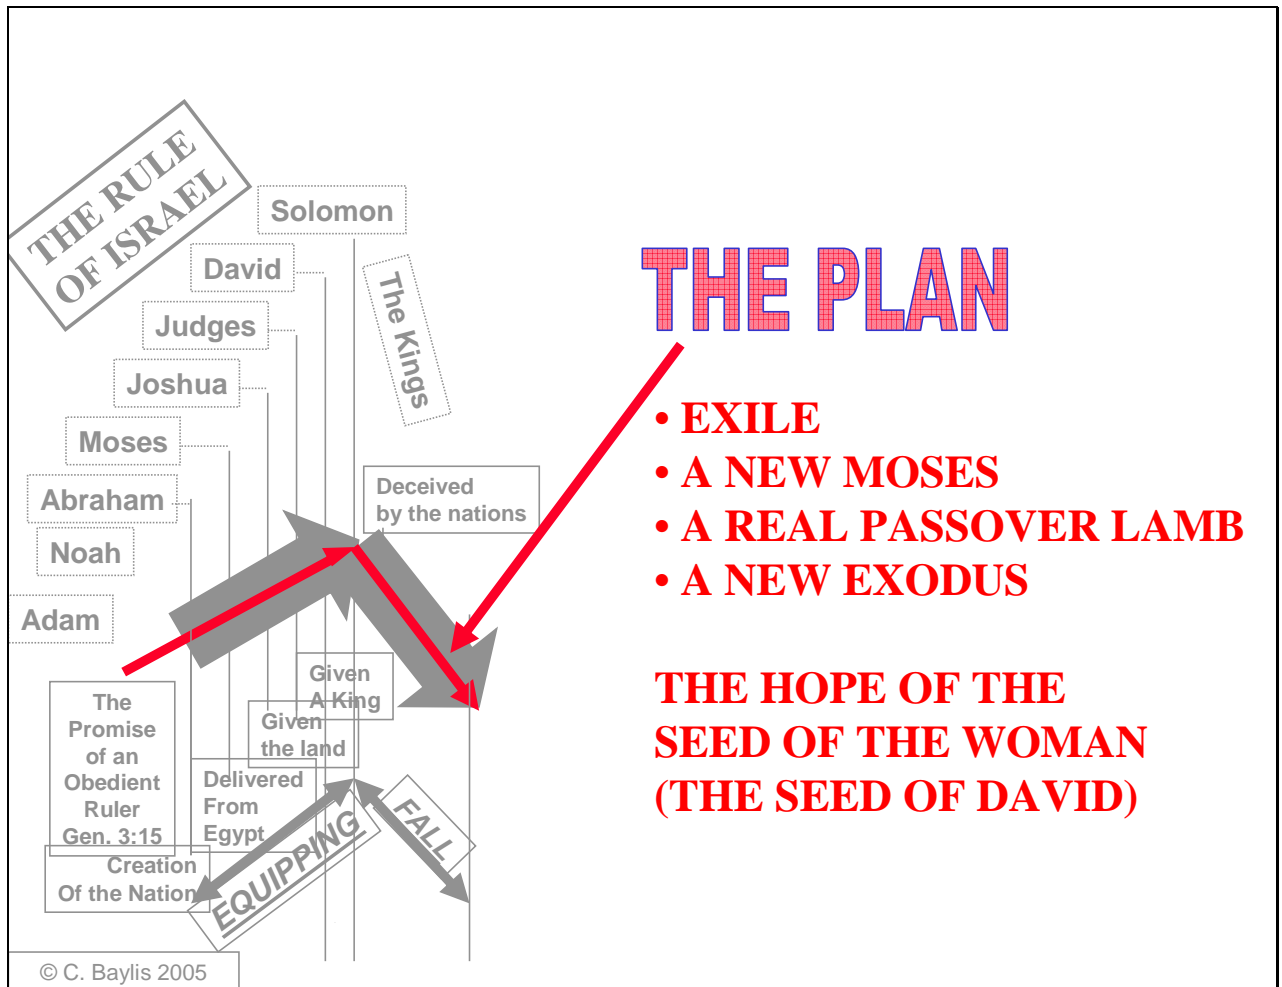 THE RULE
OF ISRAEL
Solomon
David
Judges
Joshua
Moses
Abraham
Noah
Adam
The Kings
Deceived
by the nations
Given
A King
Given
the land
Delivered
From
Egypt
The
Promise
of an
Obedient
Ruler
Gen. 3:15
Creation
Of the Nation
EQUIPPING
FALL
© C. Baylis 2005
THE PLAN
• EXILE
• A NEW MOSES
• A REAL PASSOVER LAMB
• A NEW EXODUS
THE HOPE OF THE
SEED OF THE WOMAN
(THE SEED OF DAVID)